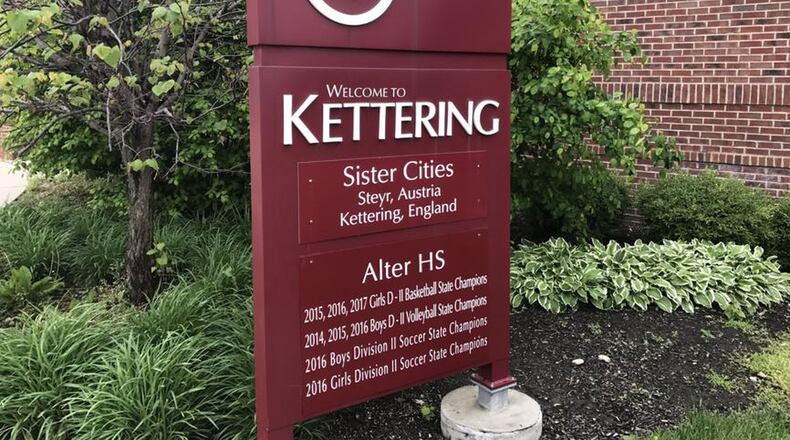 WELCOME TO
KETTERING
Sister Cities
Steyr, Austria
Kettering, England
Alter HS
2015, 2016, 2017 Girls D - II Basketball State Champions
2014, 2015, 2016 Boys D - II Volleyball State Champions
2016 Boys Division II Soccer State Champions
2016 Girls Division II Soccer State Champions